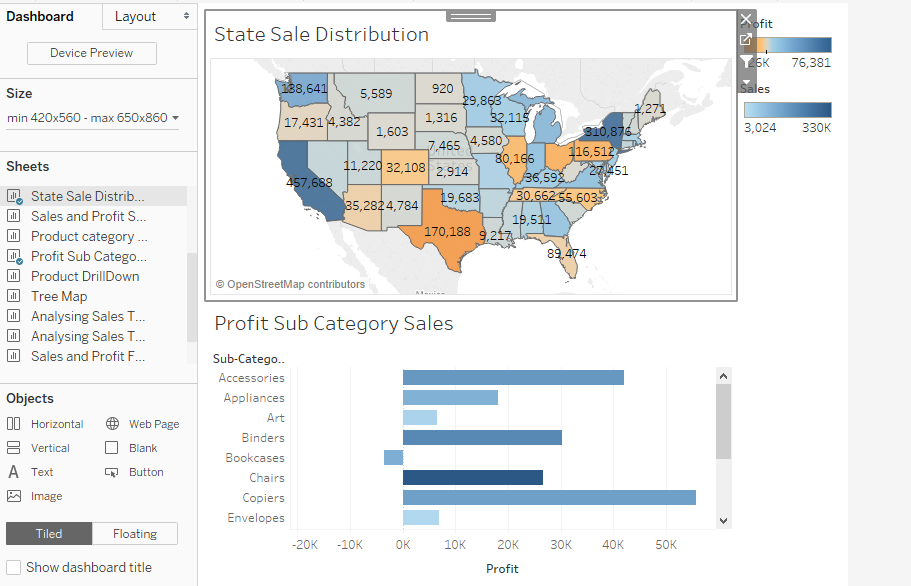 Dashboard
Layout
Device Preview
Size
min 420x560 - max 650x860
Sheets
State Sale Distrib...
Sales and Profit S...
Product category ...
Profit Sub Catego...
Product DrillDown
Tree Map
Analysing Sales T...
Analysing Sales T...
Sales and Profit F...
Objects
Horizontal
Web Page
Vertical
Blank
Text
Button
Image
Tiled
Floating
Show dashboard title
State Sale Distribution
138,641
5,589
920
29,863
1,271
17,431
4,382
1,316
32,115
310,876
1,603
7,465
4,580
116,512
11,220
32,108
2,914
80,166
36,592
27,451
457,688
35,282
4,784
19,683
30,662
55,603
170,188
9,217
19,511
89,474
© OpenStreetMap contributors
76,381
Sales
3,024
330K
Profit Sub Category Sales
Sub-Catego..
Accessories
Appliances
Art
Binders
Bookcases
Chairs
Copiers
Envelopes
-20K
-10K
0K
10K
20K
30K
40K
50K
Profit